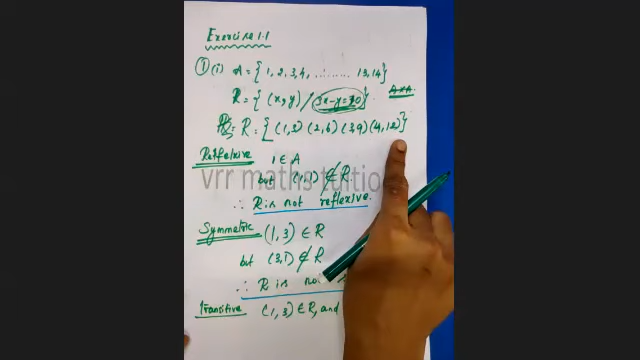 Exercise 1.1
① (i) A = { 1, 2, 3, 4, ......... 13, 14 }
R = { (x, y) / 3x - y = 0 } A × A
R = { (1, 3) (2, 6) (3, 9) (4, 12) }
Reflexive 1 ∈ A
but (1, 1) ∉ R
vrr maths tuition
∴ R is not reflexive.
Symmetric (1, 3) ∈ R
but (3, 1) ∉ R
∴ R is not
Transitive (1, 3) ∈ R, and